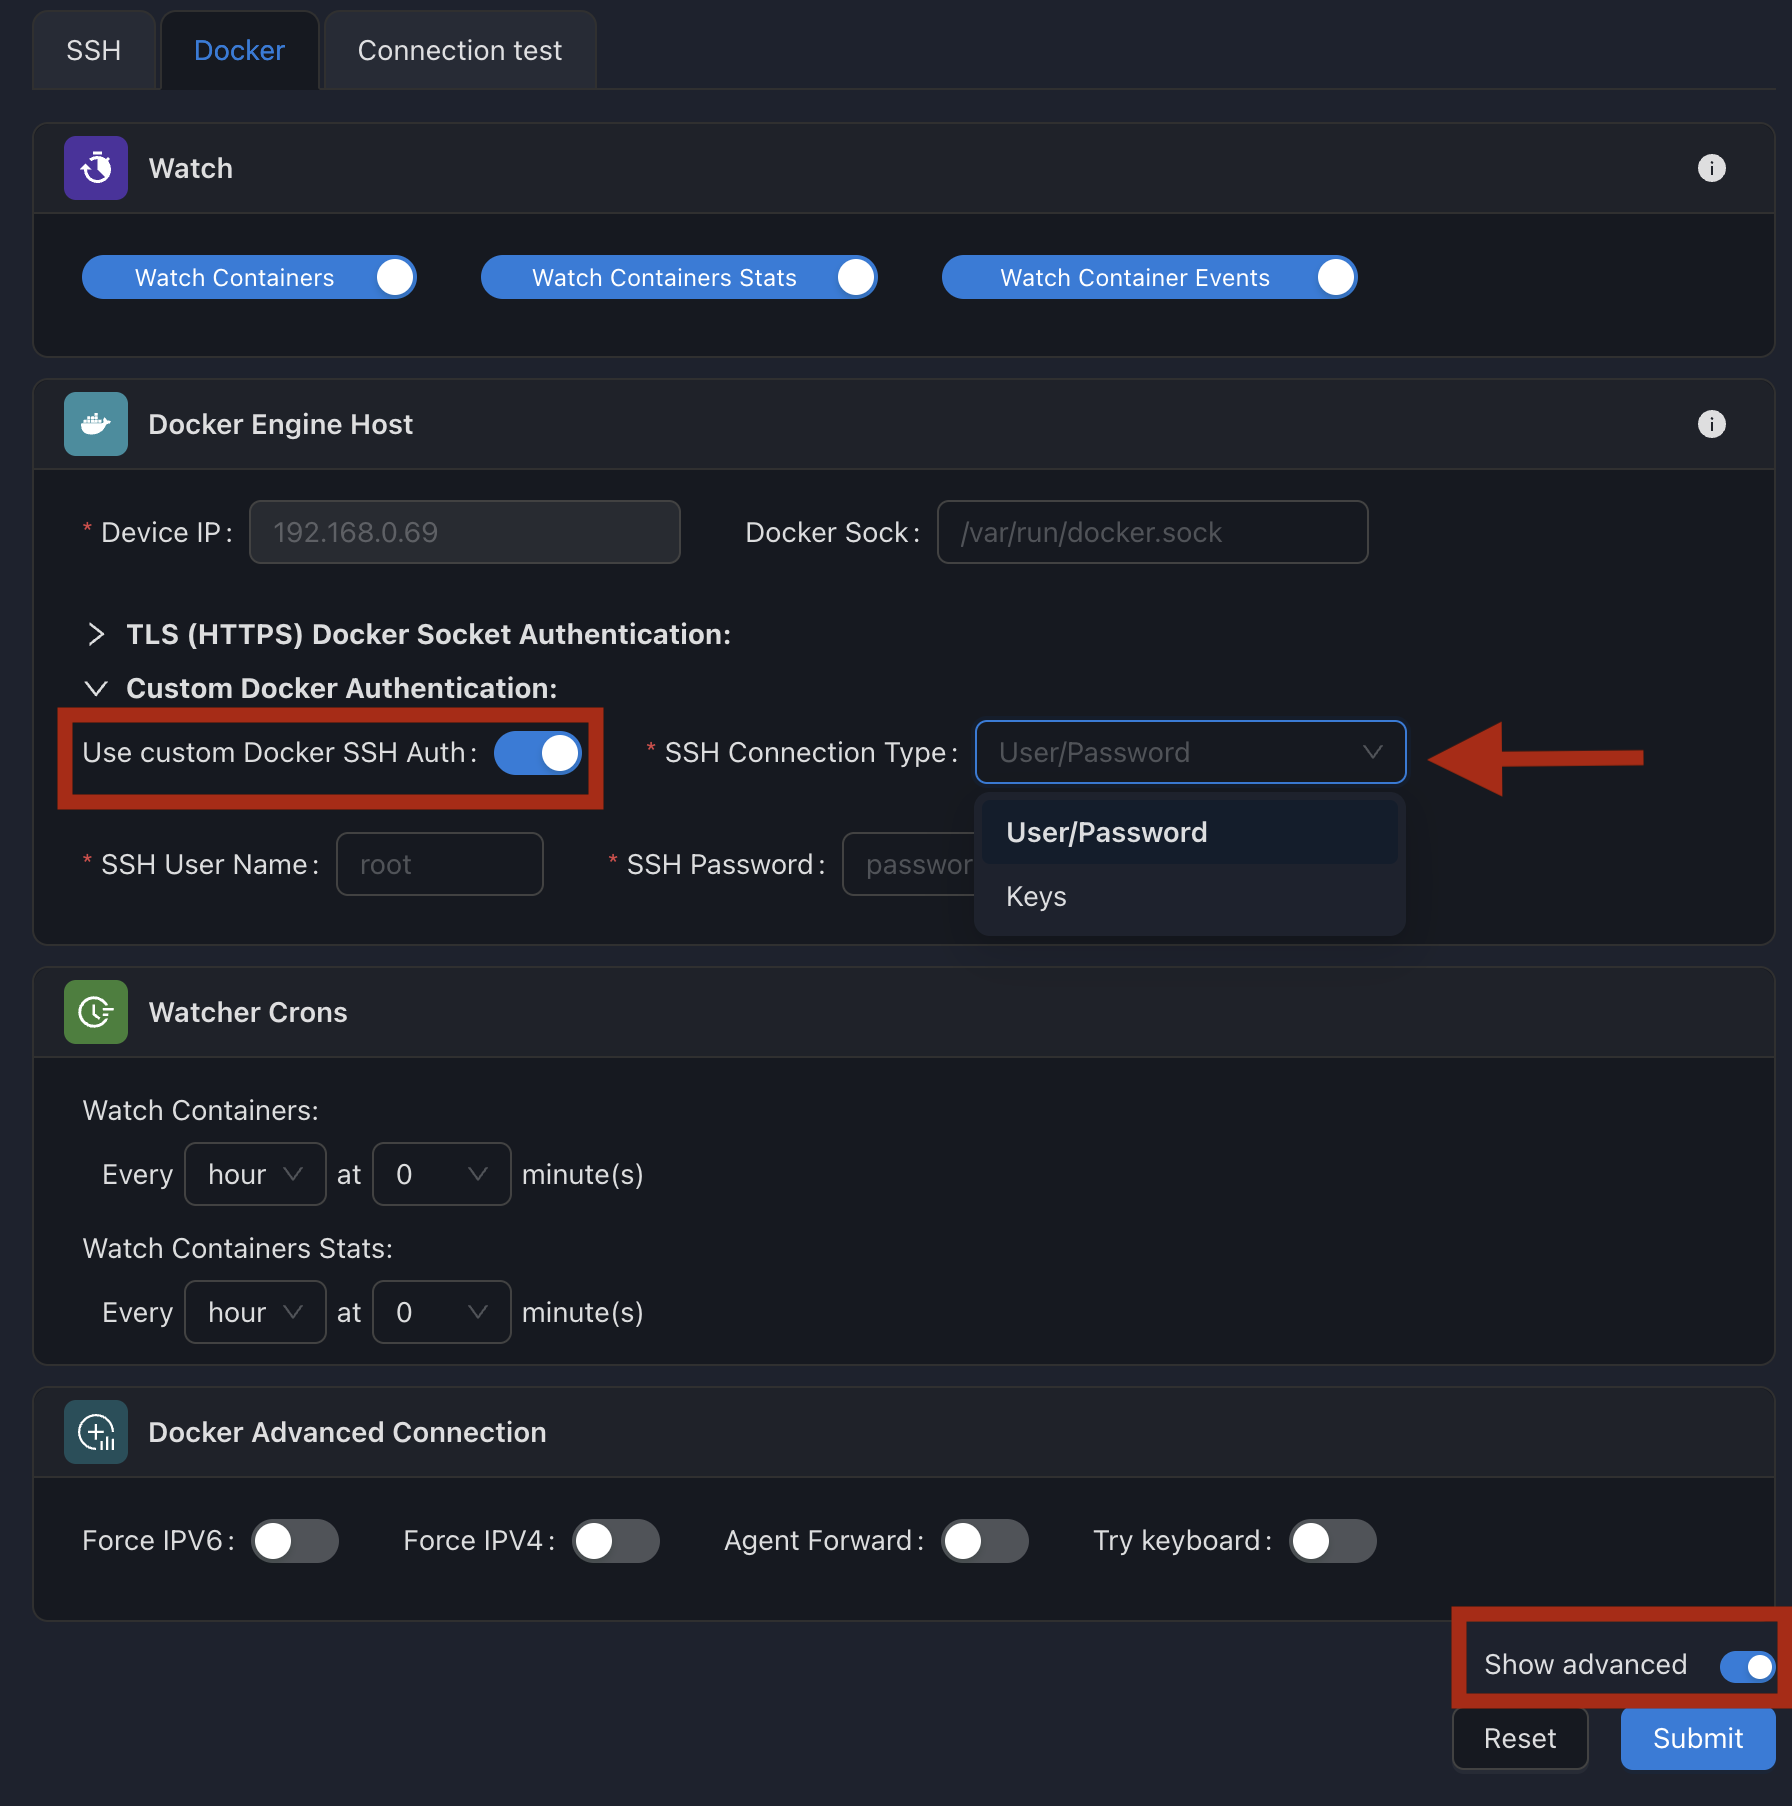 SSH Docker Connection test
Watch
Watch Containers Watch Containers Stats Watch Container Events
Docker Engine Host
* Device IP: 192.168.0.69 Docker Sock: /var/run/docker.sock
TLS (HTTPS) Docker Socket Authentication:
Custom Docker Authentication:
Use custom Docker SSH Auth: * SSH Connection Type: User/Password
User/Password
* SSH User Name: root * SSH Password: passwor
Keys
Watcher Crons
Watch Containers:
Every hour at 0 minute(s)
Watch Containers Stats:
Every hour at 0 minute(s)
Docker Advanced Connection
Force IPV6: Force IPV4: Agent Forward: Try keyboard:
Show advanced
Reset Submit